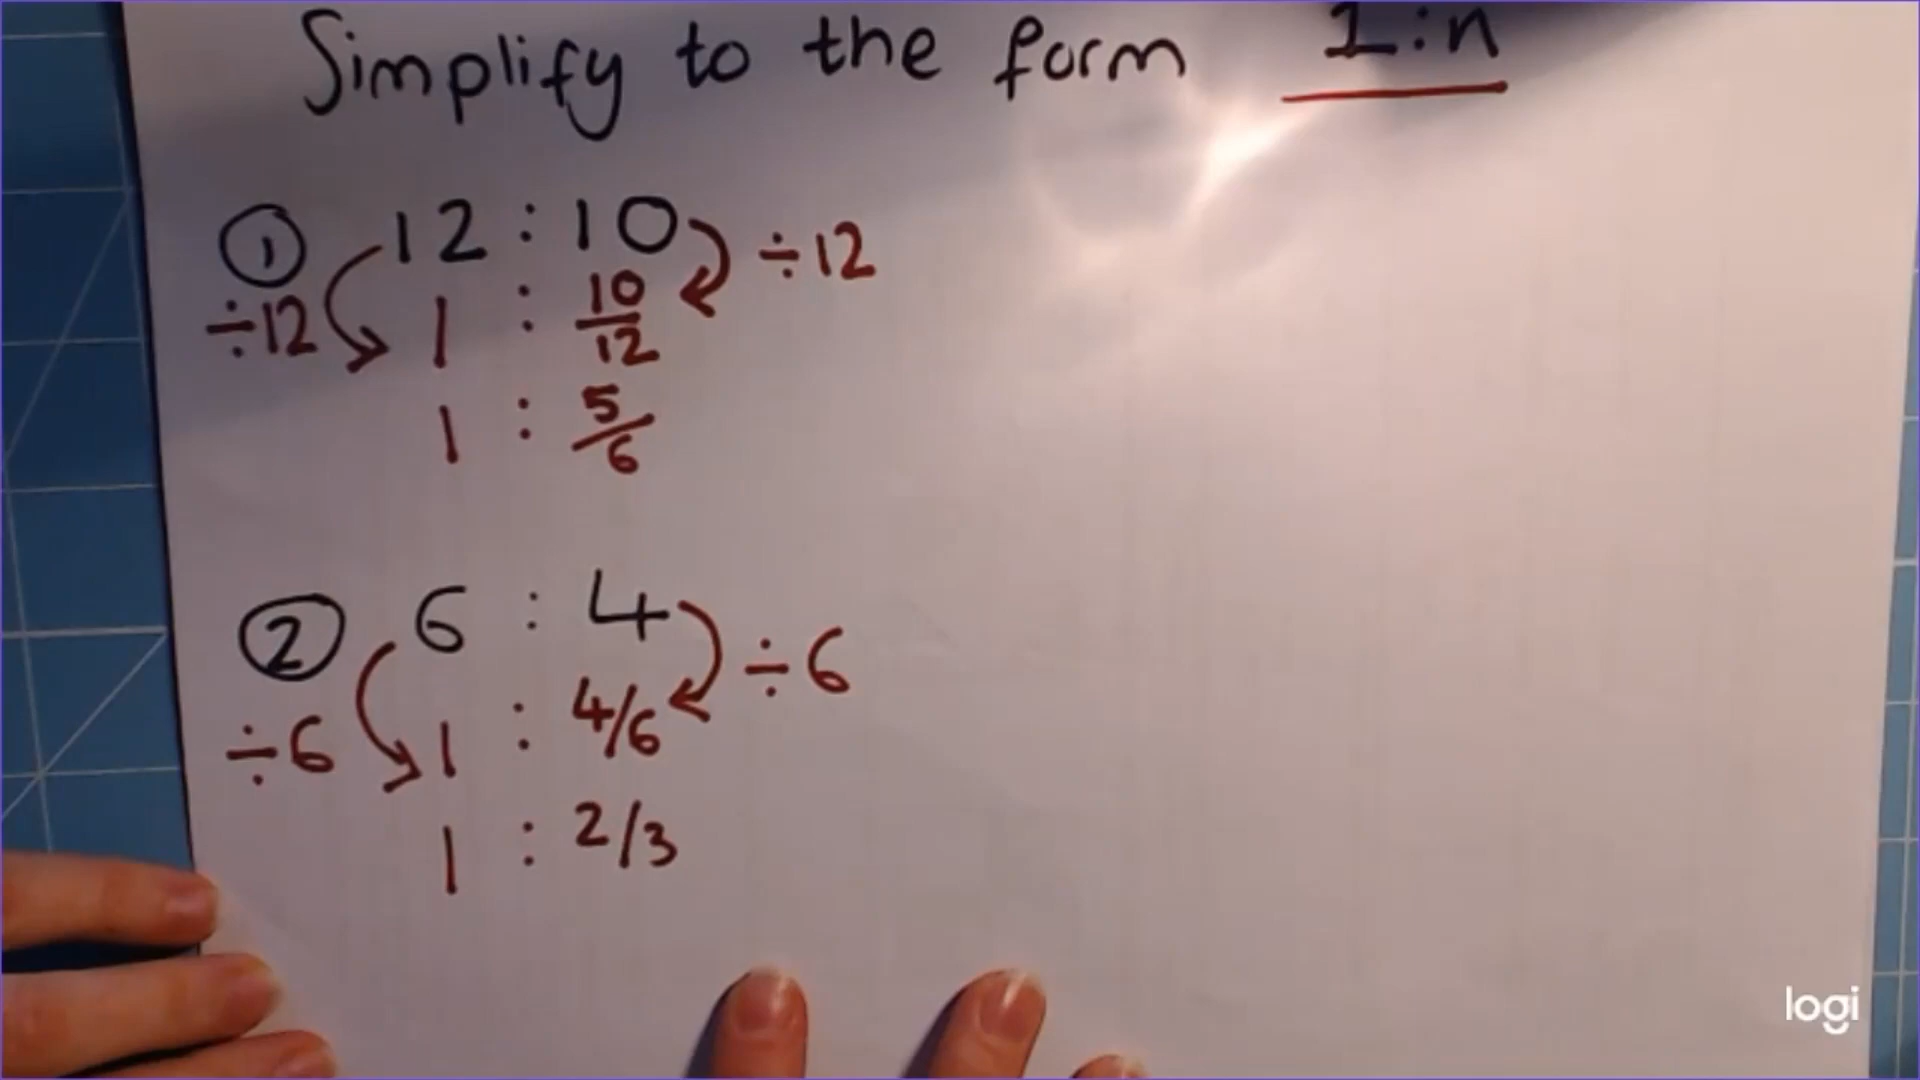 Simplify to the form 1:n
① 12 : 10 ÷12
÷12 1 : 10/12
1 : 5/6
② 6 : 4 ÷6
÷6 1 : 4/6
1 : 2/3
logi